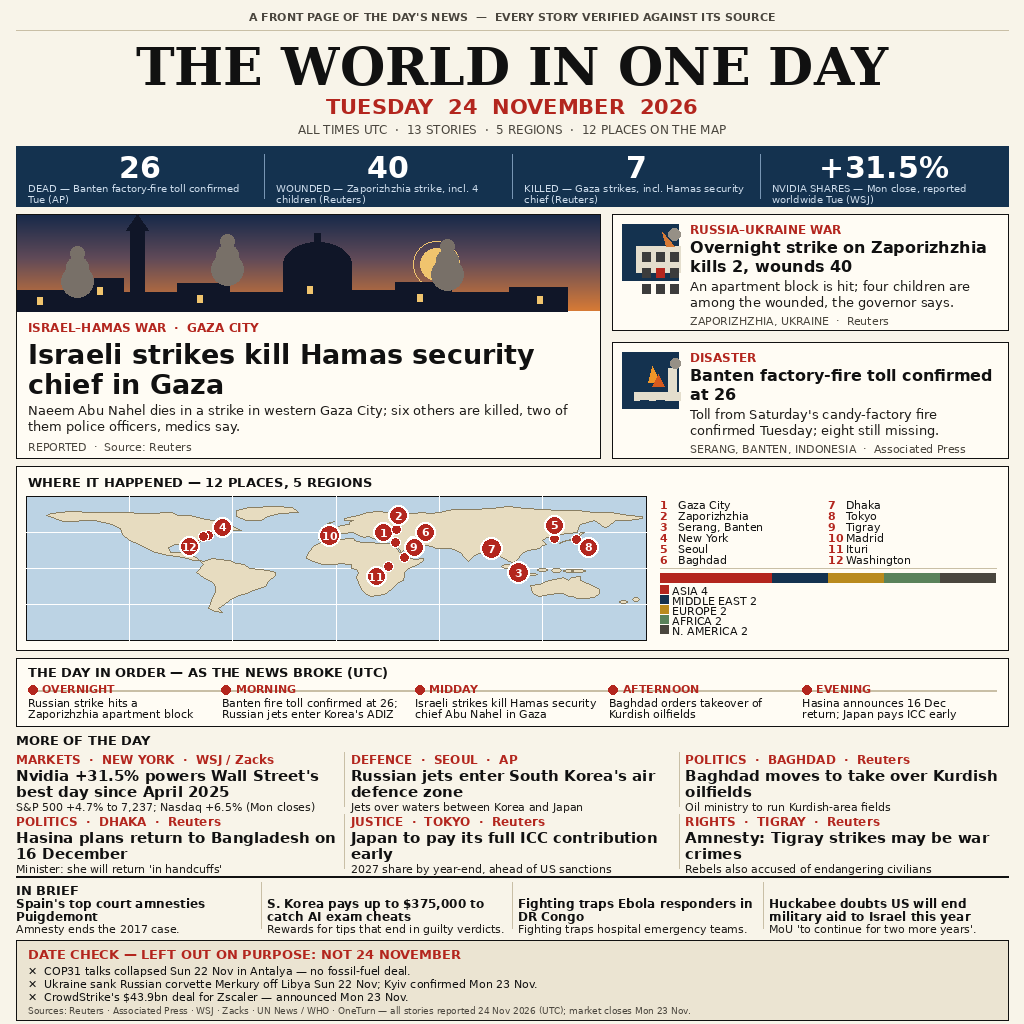 A FRONT PAGE OF THE DAY'S NEWS — EVERY STORY VERIFIED AGAINST ITS SOURCE
THE WORLD IN ONE DAY
TUESDAY 24 NOVEMBER 2026
ALL TIMES UTC · 13 STORIES · 5 REGIONS · 12 PLACES ON THE MAP
26
DEAD — Banten factory-fire toll confirmed
Tue (AP)
40
WOUNDED — Zaporizhzhia strike, incl. 4
children (Reuters)
7
KILLED — Gaza strikes, incl. Hamas security
chief (Reuters)
+31.5%
NVIDIA SHARES — Mon close, reported
worldwide Tue (WSJ)
ISRAEL–HAMAS WAR · GAZA CITY
Israeli strikes kill Hamas security
chief in Gaza
Naeem Abu Nahel dies in a strike in western Gaza City; six others are killed, two of
them police officers, medics say.
REPORTED · Source: Reuters
RUSSIA–UKRAINE WAR
Overnight strike on Zaporizhzhia
kills 2, wounds 40
An apartment block is hit; four children are
among the wounded, the governor says.
ZAPORIZHZHIA, UKRAINE · Reuters
DISASTER
Banten factory-fire toll confirmed
at 26
Toll from Saturday's candy-factory fire
confirmed Tuesday; eight still missing.
SERANG, BANTEN, INDONESIA · Associated Press
WHERE IT HAPPENED — 12 PLACES, 5 REGIONS
4
12
10
2
1
6
9
11
7
3
5
8
1 Gaza City
2 Zaporizhzhia
3 Serang, Banten
4 New York
5 Seoul
6 Baghdad
7 Dhaka
8 Tokyo
9 Tigray
10 Madrid
11 Ituri
12 Washington
ASIA 4
MIDDLE EAST 2
EUROPE 2
AFRICA 2
N. AMERICA 2
THE DAY IN ORDER — AS THE NEWS BROKE (UTC)
OVERNIGHT
Russian strike hits a
Zaporizhzhia apartment block
MORNING
Banten fire toll confirmed at 26;
Russian jets enter Korea's ADIZ
MIDDAY
Israeli strikes kill Hamas security
chief Abu Nahel in Gaza
AFTERNOON
Baghdad orders takeover of
Kurdish oilfields
EVENING
Hasina announces 16 Dec
return; Japan pays ICC early
MORE OF THE DAY
MARKETS · NEW YORK · WSJ / Zacks
Nvidia +31.5% powers Wall Street's
best day since April 2025
S&P 500 +4.7% to 7,237; Nasdaq +6.5% (Mon closes)
DEFENCE · SEOUL · AP
Russian jets enter South Korea's air
defence zone
Jets over waters between Korea and Japan
POLITICS · BAGHDAD · Reuters
Baghdad moves to take over Kurdish
oilfields
Oil ministry to run Kurdish-area fields
POLITICS · DHAKA · Reuters
Hasina plans return to Bangladesh on
16 December
Minister: she will return 'in handcuffs'
JUSTICE · TOKYO · Reuters
Japan to pay its full ICC contribution
early
2027 share by year-end, ahead of US sanctions
RIGHTS · TIGRAY · Reuters
Amnesty: Tigray strikes may be war
crimes
Rebels also accused of endangering civilians
IN BRIEF
Spain's top court amnesties
Puigdemont
Amnesty ends the 2017 case.
S. Korea pays up to $375,000 to
catch AI exam cheats
Rewards for tips that end in guilty verdicts.
Fighting traps Ebola responders in
DR Congo
Fighting traps hospital emergency teams.
Huckabee doubts US will end
military aid to Israel this year
MoU 'to continue for two more years'.
DATE CHECK — LEFT OUT ON PURPOSE: NOT 24 NOVEMBER
✕ COP31 talks collapsed Sun 22 Nov in Antalya — no fossil-fuel deal.
✕ Ukraine sank Russian corvette Merkury off Libya Sun 22 Nov; Kyiv confirmed Mon 23 Nov.
✕ CrowdStrike's $43.9bn deal for Zscaler — announced Mon 23 Nov.
Sources: Reuters · Associated Press · WSJ · Zacks · UN News / WHO · OneTurn — all stories reported 24 Nov 2026 (UTC); market closes Mon 23 Nov.